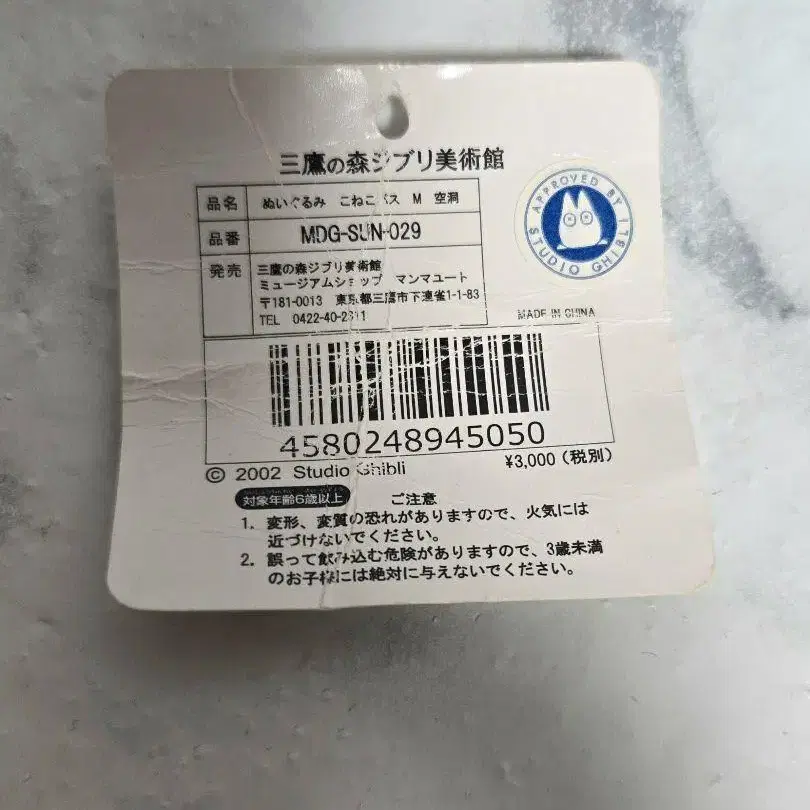 三鷹の森ジブリ美術館
品名 ぬいぐるみ こねこバス M 空洞
品番 MDG-SUN-029
発売 三鷹の森ジブリ美術館
ミュージアムショップ マンマユート
〒181-0013 東京都三鷹市下連雀1-1-83
TEL 0422-40-2311
APPROVED BY STUDIO GHIBLI
MADE IN CHINA
4580248945050
© 2002 Studio Ghibli ¥3,000(税別)
対象年齢6歳以上 ご注意
1. 変形、変質の恐れがありますので、火気には
近づけないでください。
2. 誤って飲み込む危険がありますので、3歳未満
のお子様には絶対に与えないでください。